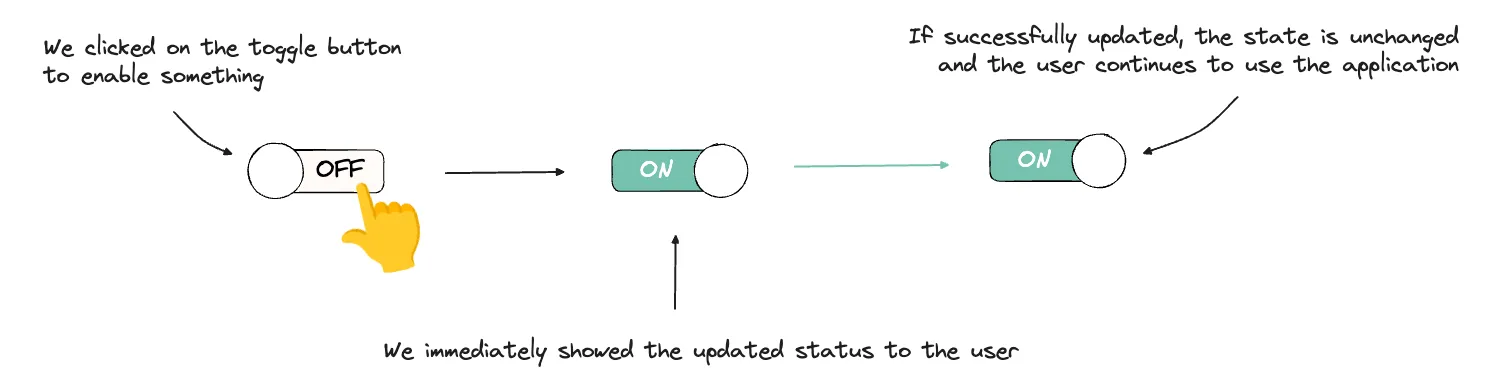 We clicked on the toggle button
to enable something
If successfully updated, the state is unchanged
and the user continues to use the application
OFF
ON
ON
We immediately showed the updated status to the user